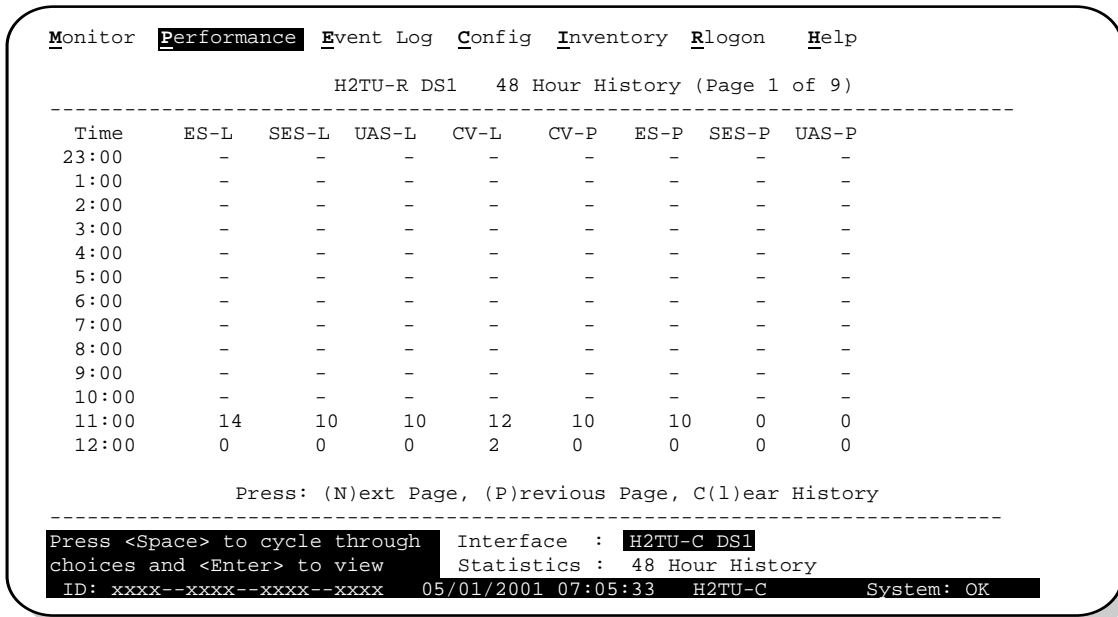 Monitor Performance Event Log Config Inventory Rlogon Help
H2TU-R DS1 48 Hour History (Page 1 of 9)
--------------------------------------------------------------------------------
Time ES-L SES-L UAS-L CV-L CV-P ES-P SES-P UAS-P
23:00 - - - - - - - -
1:00 - - - - - - - -
2:00 - - - - - - - -
3:00 - - - - - - - -
4:00 - - - - - - - -
5:00 - - - - - - - -
6:00 - - - - - - - -
7:00 - - - - - - - -
8:00 - - - - - - - -
9:00 - - - - - - - -
10:00 - - - - - - - -
11:00 14 10 10 12 10 10 0 0
12:00 0 0 0 2 0 0 0 0
Press: (N)ext Page, (P)revious Page, C(l)ear History
-------------------------------------------------------------------------------
Press <Space> to cycle through Interface : H2TU-C DS1
choices and <Enter> to view Statistics : 48 Hour History
ID: xxxx--xxxx--xxxx--xxxx 05/01/2001 07:05:33 H2TU-C System: OK